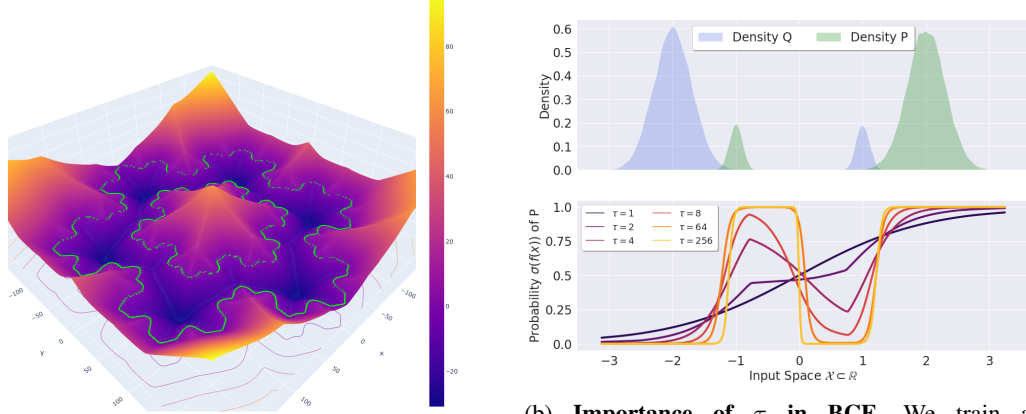 80
60
40
20
0
−20
−100
−50
0
50
100
y
−100
−50
0
50
100
x
Density Q Density P
0.6
0.5
0.4
0.3
0.2
0.1
0.0
Density
τ = 1 τ = 8
τ = 2 τ = 64
τ = 4 τ = 256
1.0
0.75
0.5
0.25
0.0
Probability σ(f(x)) of P
−3 −2 −1 0 1 2 3
Input Space 𝒳 ⊂ ℝ
(b) Importance of τ in BCE. We train a